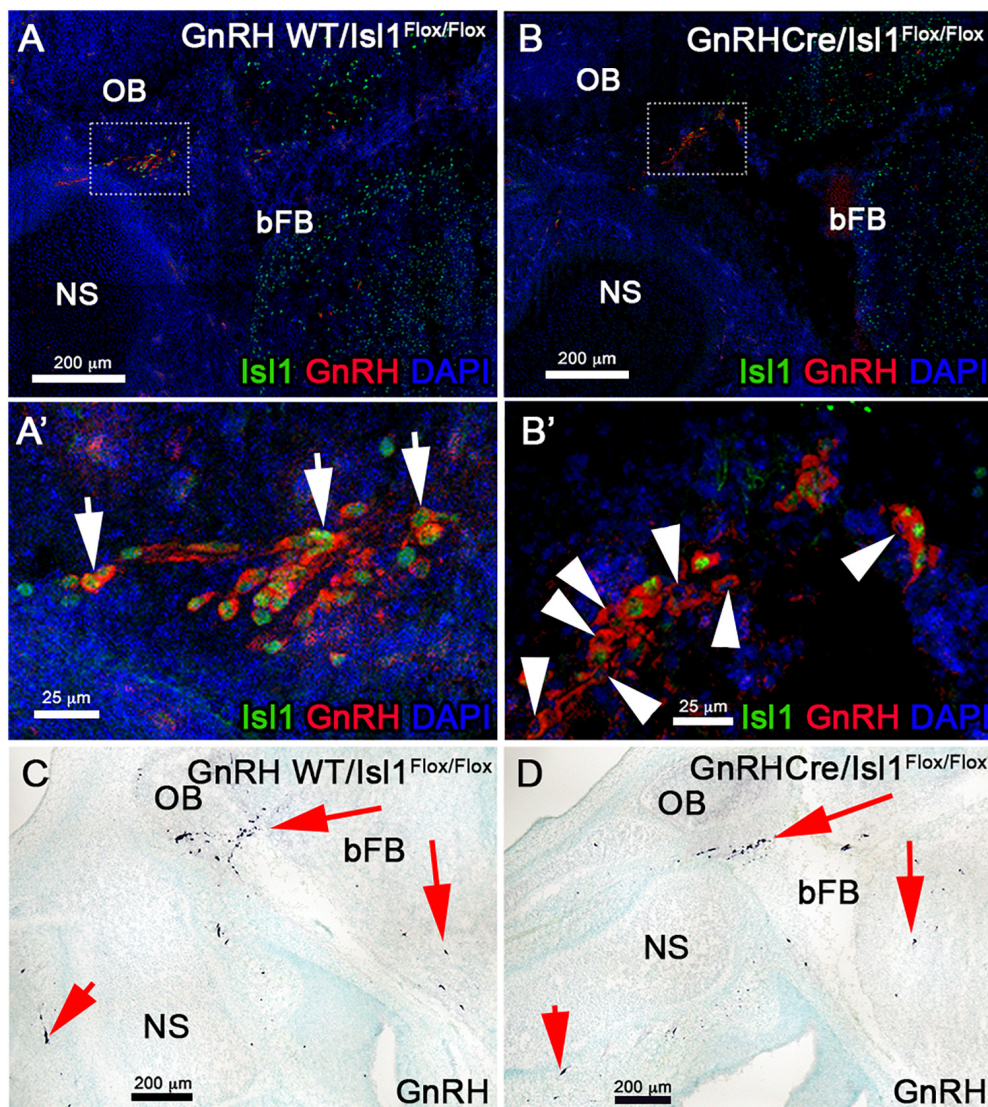 A GnRH WT/Isl1Flox/Flox
OB
bFB
NS
200 μm
Isl1 GnRH DAPI
B GnRHCre/Isl1Flox/Flox
OB
bFB
NS
200 μm
Isl1 GnRH DAPI
A'
25 μm
Isl1 GnRH DAPI
B'
25 μm
Isl1 GnRH DAPI
C GnRH WT/Isl1Flox/Flox
OB
bFB
NS
200 μm
GnRH
D GnRHCre/Isl1Flox/Flox
OB
bFB
NS
200 μm
GnRH